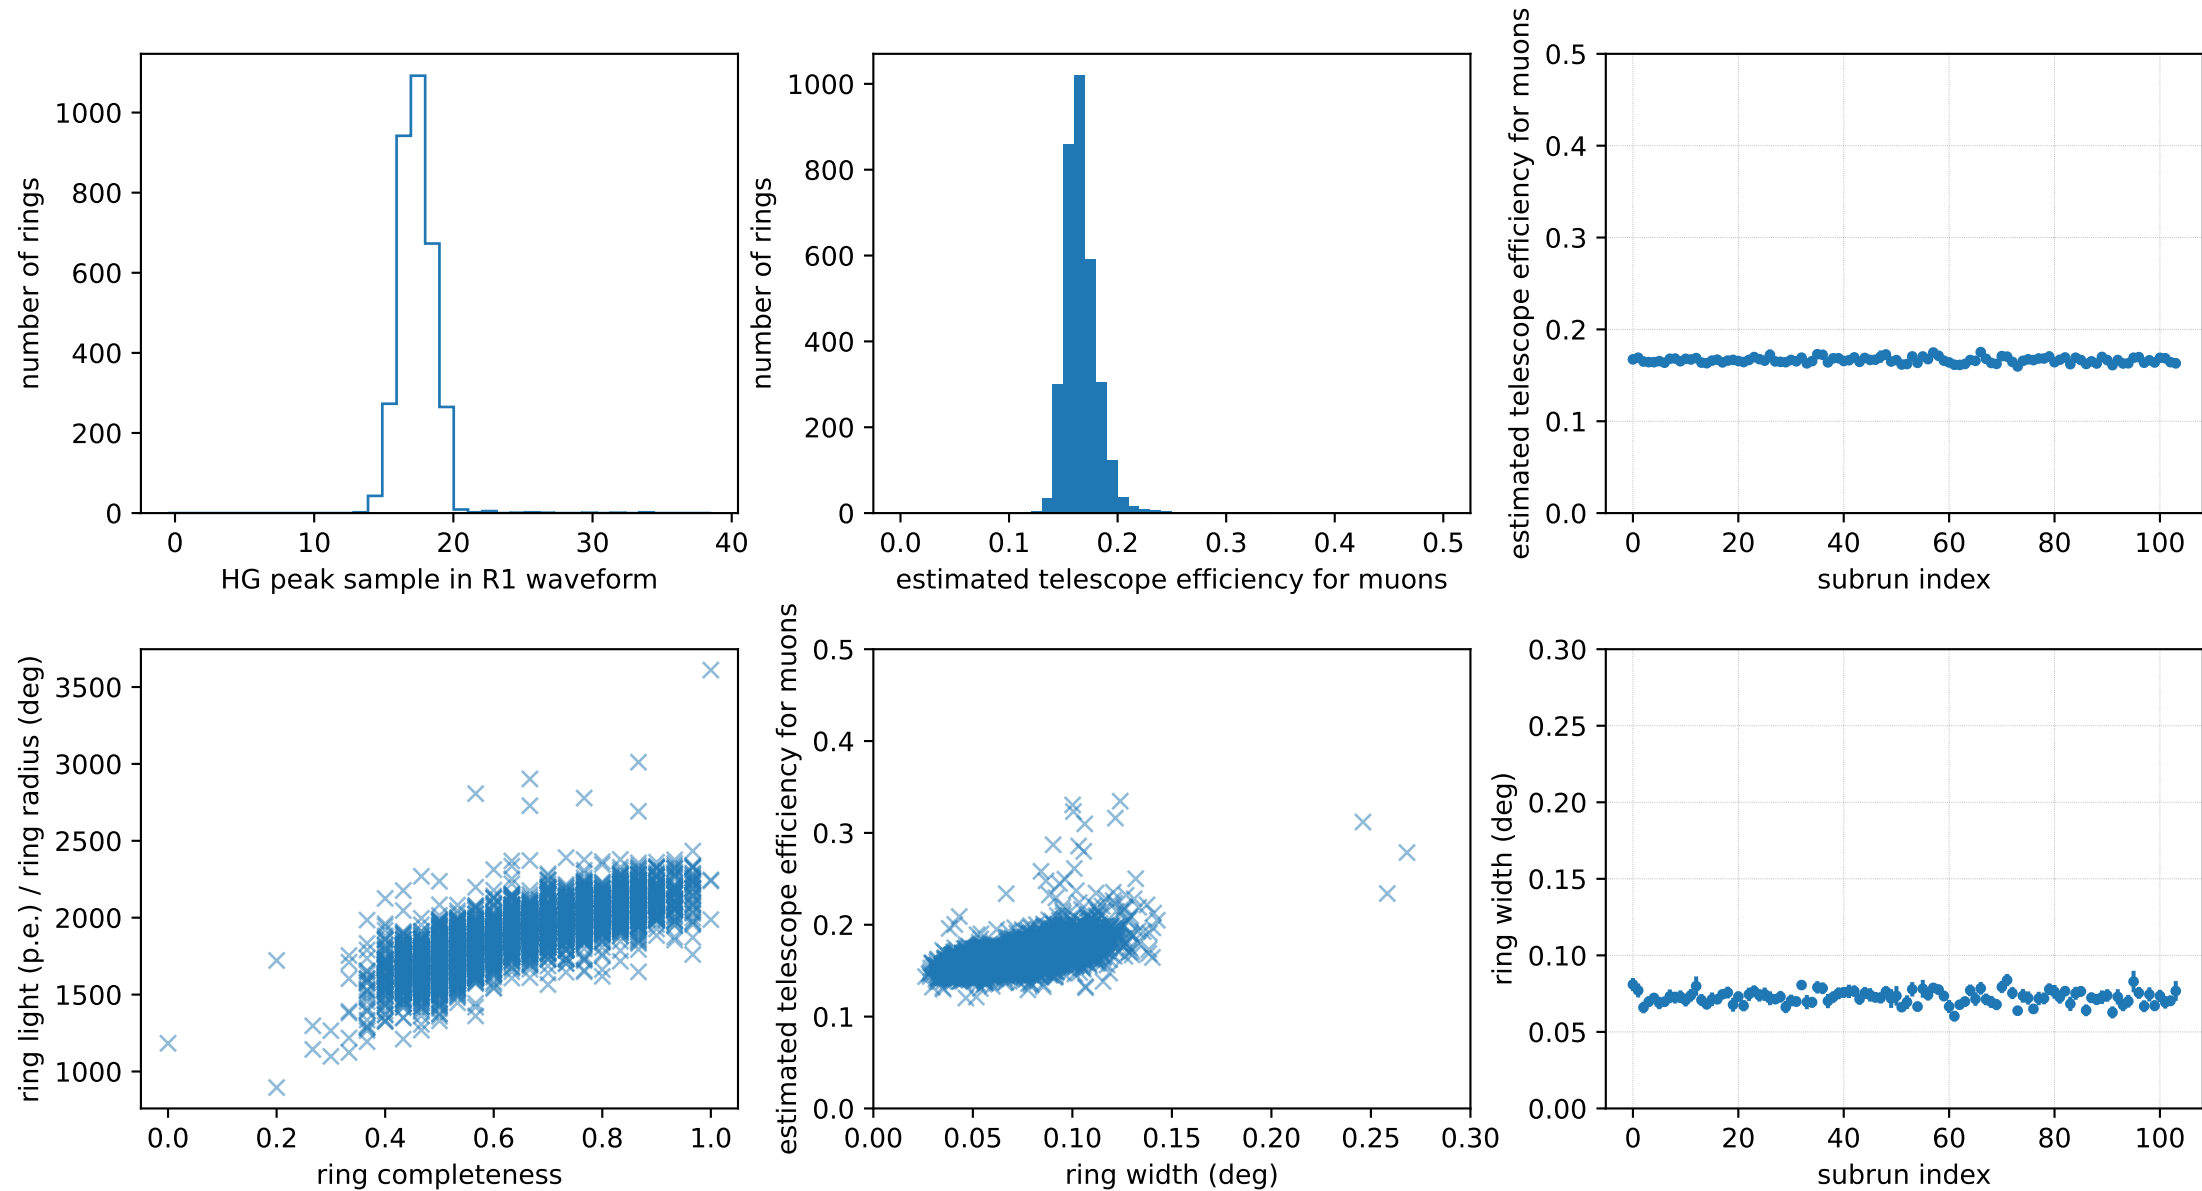 number of rings
1000
800
600
400
200
0
0 10 20 30 40
HG peak sample in R1 waveform
number of rings
1000
800
600
400
200
0
0.0 0.1 0.2 0.3 0.4 0.5
estimated telescope efficiency for muons
estimated telescope efficiency for muons
0.5
0.4
0.3
0.2
0.1
0.0
0 20 40 60 80 100
subrun index
ring light (p.e.) / ring radius (deg)
3500
3000
2500
2000
1500
1000
0.0 0.2 0.4 0.6 0.8 1.0
ring completeness
estimated telescope efficiency for muons
0.5
0.4
0.3
0.2
0.1
0.0
0.00 0.05 0.10 0.15 0.20 0.25 0.30
ring width (deg)
ring width (deg)
0.30
0.25
0.20
0.15
0.10
0.05
0.00
0 20 40 60 80 100
subrun index